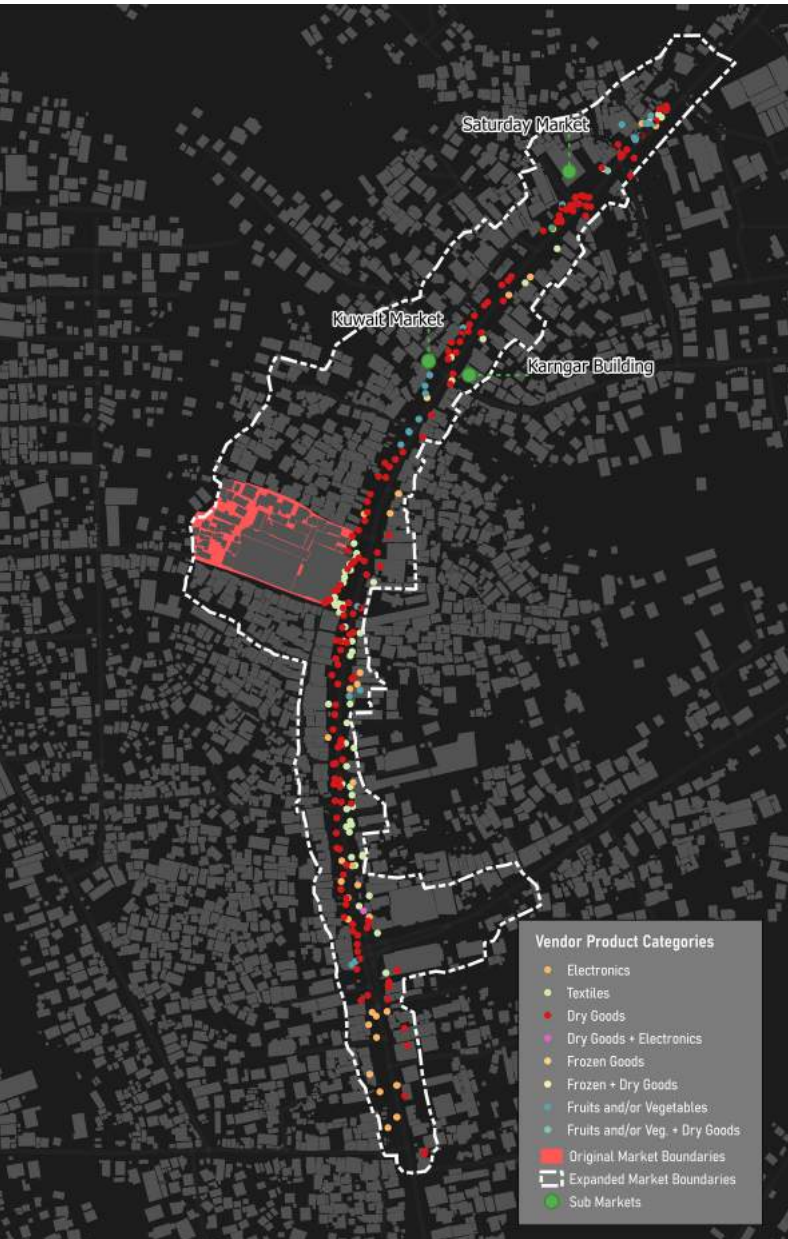 Saturday Market
Kuwait Market
Karngar Building
Vendor Product Categories
Electronics
Textiles
Dry Goods
Dry Goods + Electronics
Frozen Goods
Frozen + Dry Goods
Fruits and/or Vegetables
Fruits and/or Veg. + Dry Goods
Original Market Boundaries
Expanded Market Boundaries
Sub Markets